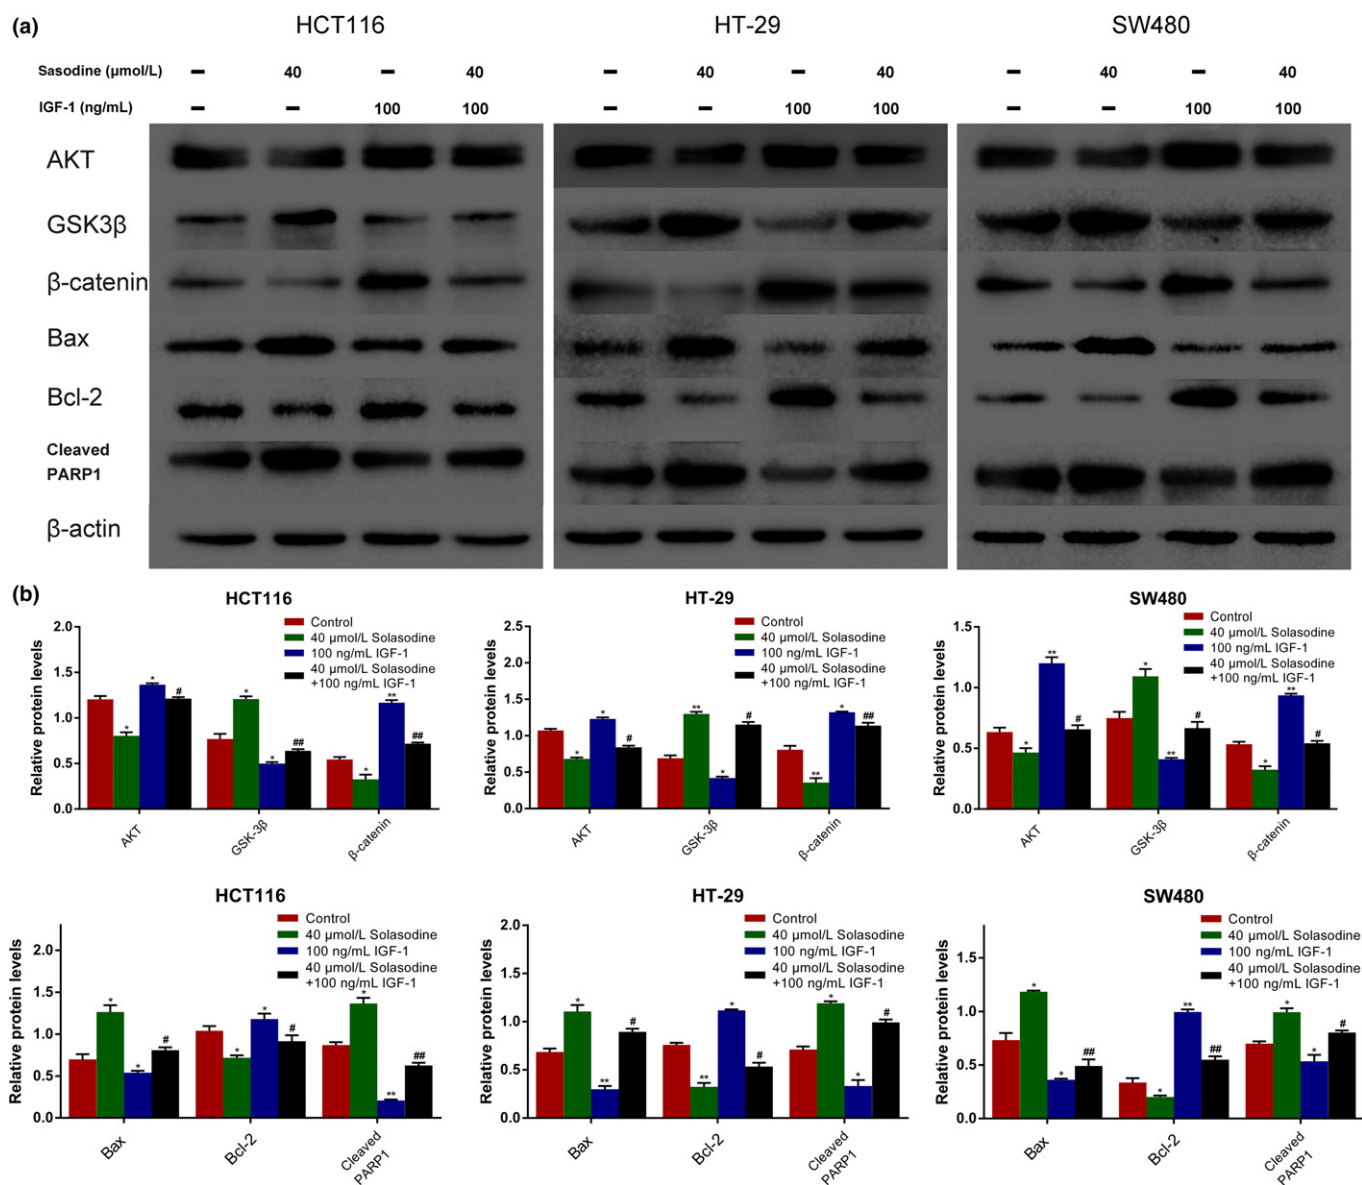 (a)
HCT116 HT-29 SW480
Sasodine (µmol/L) – 40 – 40 – 40 – 40 – 40 – 40
IGF-1 (ng/mL) – – 100 100 – – 100 100 – – 100 100
AKT
GSK3β
β-catenin
Bax
Bcl-2
Cleaved
PARP1
β-actin
(b)
HCT116
Relative protein levels
2.0
1.5
1.0
0.5
0.0
Control
40 µmol/L Solasodine
100 ng/mL IGF-1
40 µmol/L Solasodine
+100 ng/mL IGF-1
* * # * * ## * ** ##
AKT
GSK-3β
β-catenin
HT-29
Relative protein levels
2.5
2.0
1.5
1.0
0.5
0.0
Control
40 µmol/L Solasodine
100 ng/mL IGF-1
40 µmol/L Solasodine
+100 ng/mL IGF-1
* * # ** * # ** * ##
AKT
GSK-3β
β-catenin
SW480
Relative protein levels
1.5
1.0
0.5
0.0
Control
40 µmol/L Solasodine
100 ng/mL IGF-1
40 µmol/L Solasodine
+100 ng/mL IGF-1
* ** # * ** # * ** #
AKT
GSK-3β
β-catenin
HCT116
Relative protein levels
2.0
1.5
1.0
0.5
0.0
Control
40 µmol/L Solasodine
100 ng/mL IGF-1
40 µmol/L Solasodine
+100 ng/mL IGF-1
* * # * * # * ** ##
Bax
Bcl-2
Cleaved
PARP1
HT-29
Relative protein levels
2.0
1.5
1.0
0.5
0.0
Control
40 µmol/L Solasodine
100 ng/mL IGF-1
40 µmol/L Solasodine
+100 ng/mL IGF-1
* ** # ** * # * * #
Bax
Bcl-2
Cleaved
PARP1
SW480
Relative protein levels
1.5
1.0
0.5
0.0
Control
40 µmol/L Solasodine
100 ng/mL IGF-1
40 µmol/L Solasodine
+100 ng/mL IGF-1
* * ## * ** ## * * #
Bax
Bcl-2
Cleaved
PARP1